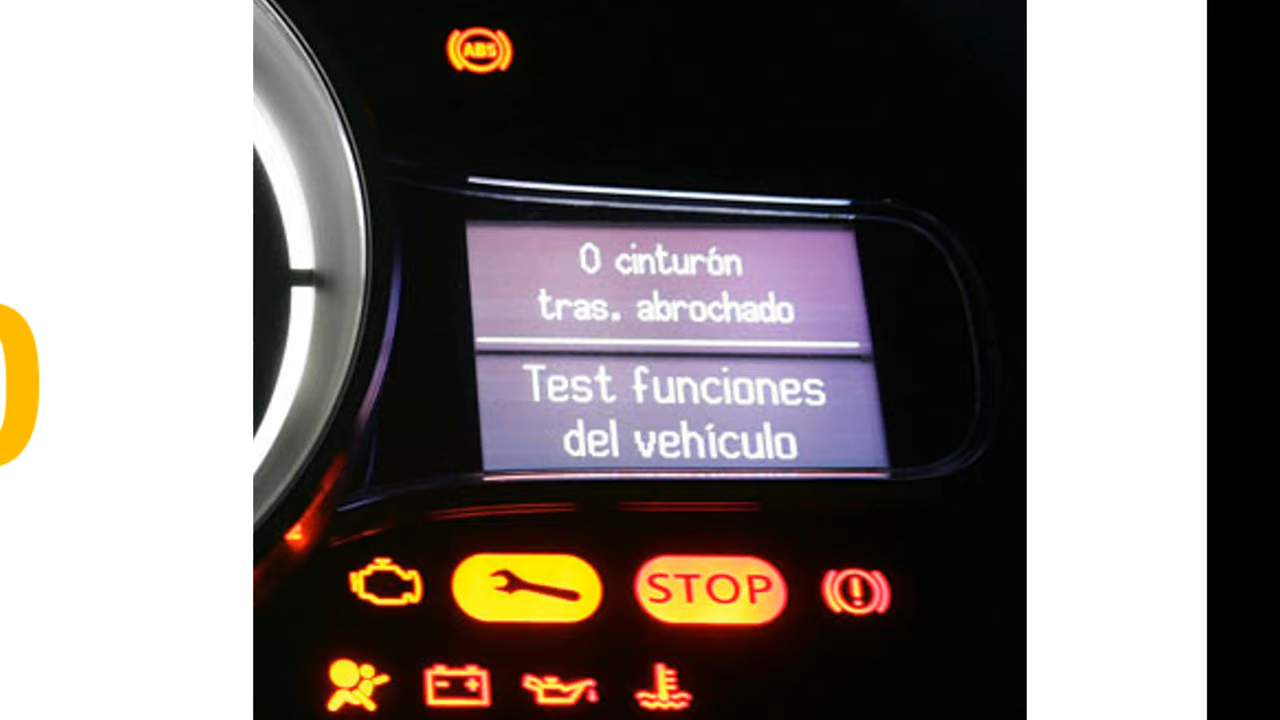 ABS
0 cinturón
tras. abrochado
Test funciones
del vehículo
STOP